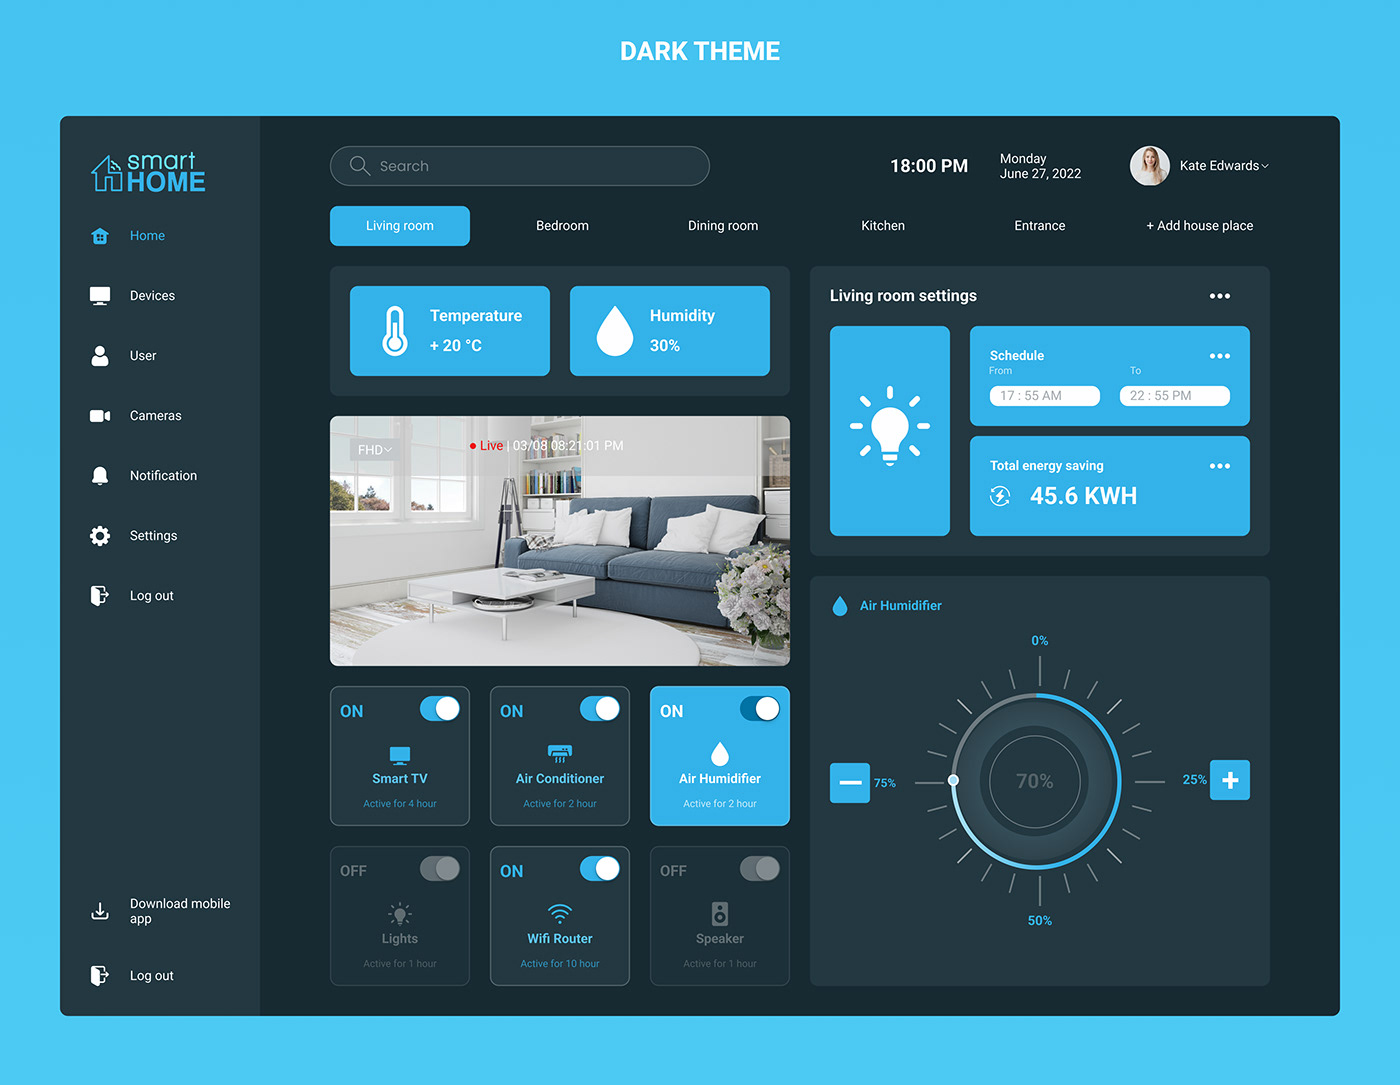 DARK THEME
smart
HOME
Search
18:00 PM
Monday
June 27, 2022
Kate Edwards
Home
Devices
User
Cameras
Notification
Settings
Log out
Download mobile
app
Log out
Living room
Bedroom
Dining room
Kitchen
Entrance
+ Add house place
Temperature
+ 20 °C
Humidity
30%
FHD
Live | 03/08 08:21:01 PM
ON
Smart TV
Active for 4 hour
ON
Air Conditioner
Active for 2 hour
ON
Air Humidifier
Active for 2 hour
OFF
Lights
Active for 1 hour
ON
Wifi Router
Active for 10 hour
OFF
Speaker
Active for 1 hour
Living room settings
Schedule
From
To
17 : 55 AM
22 : 55 PM
Total energy saving
45.6 KWH
Air Humidifier
0%
75%
70%
25%
50%